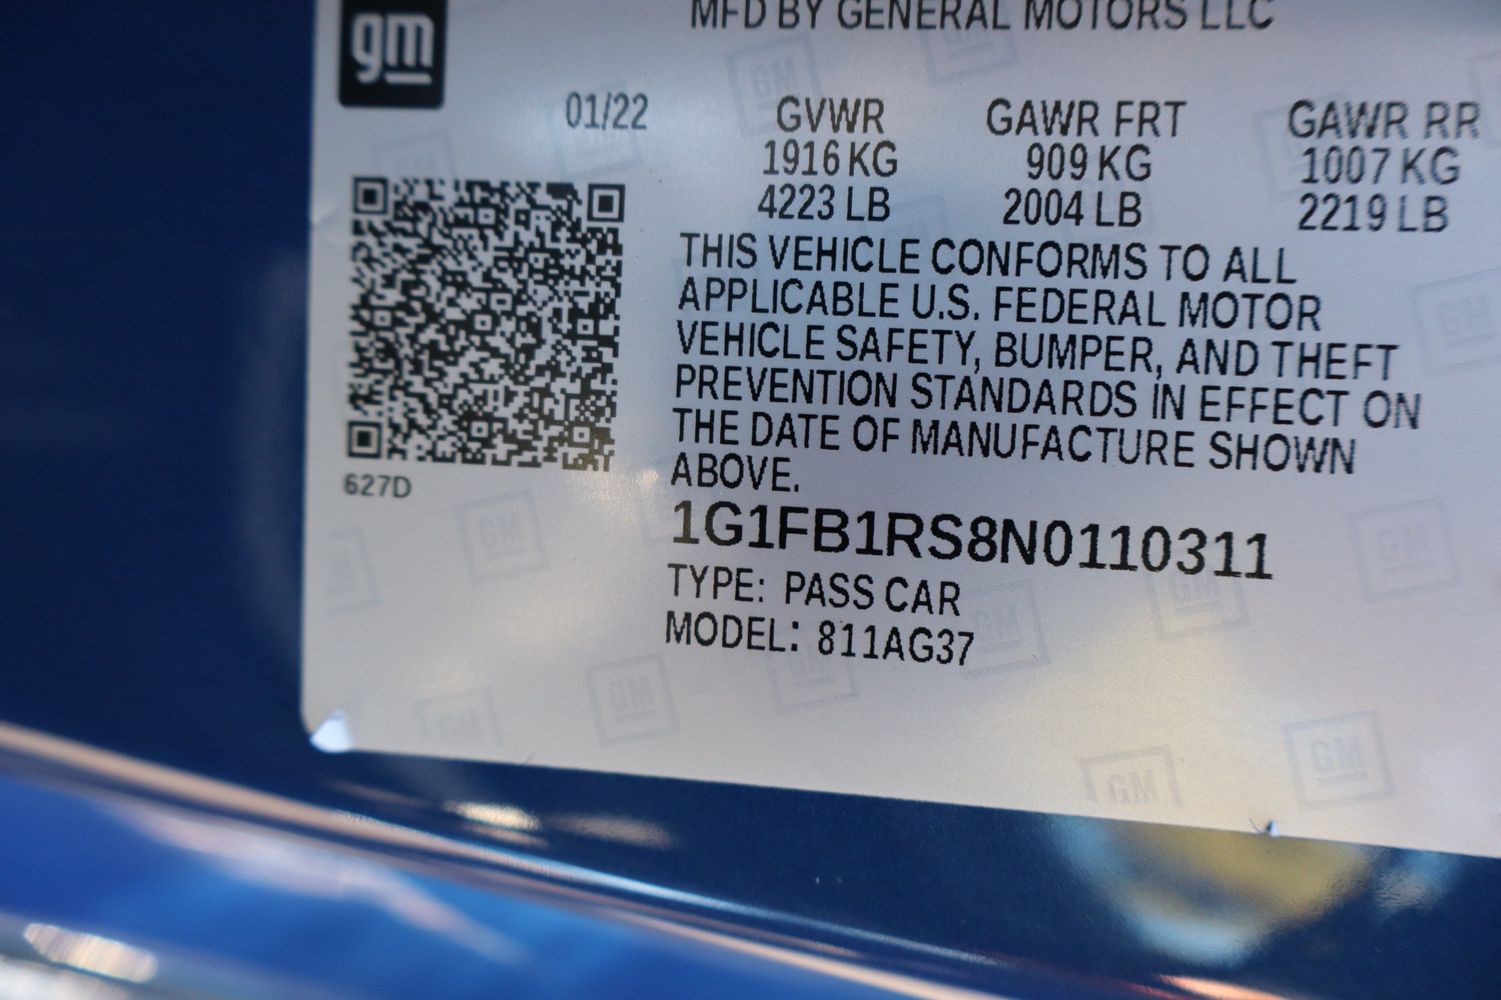 gm
MFD BY GENERAL MOTORS LLC
01/22
GVWR GAWR FRT GAWR RR
1916 KG 909 KG 1007 KG
4223 LB 2004 LB 2219 LB
THIS VEHICLE CONFORMS TO ALL
APPLICABLE U.S. FEDERAL MOTOR
VEHICLE SAFETY, BUMPER, AND THEFT
PREVENTION STANDARDS IN EFFECT ON
THE DATE OF MANUFACTURE SHOWN
ABOVE.
627D
1G1FB1RS8N0110311
TYPE: PASS CAR
MODEL: 811AG37